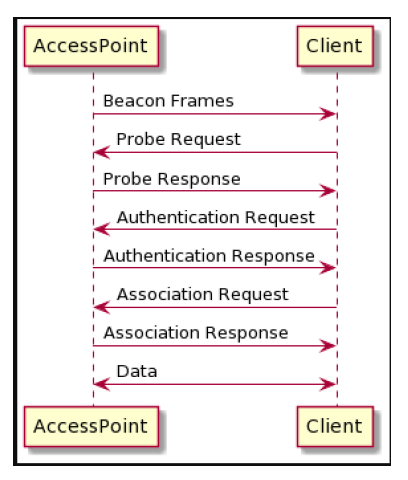 AccessPoint Client
Beacon Frames
Probe Request
Probe Response
Authentication Request
Authentication Response
Association Request
Association Response
Data
AccessPoint Client